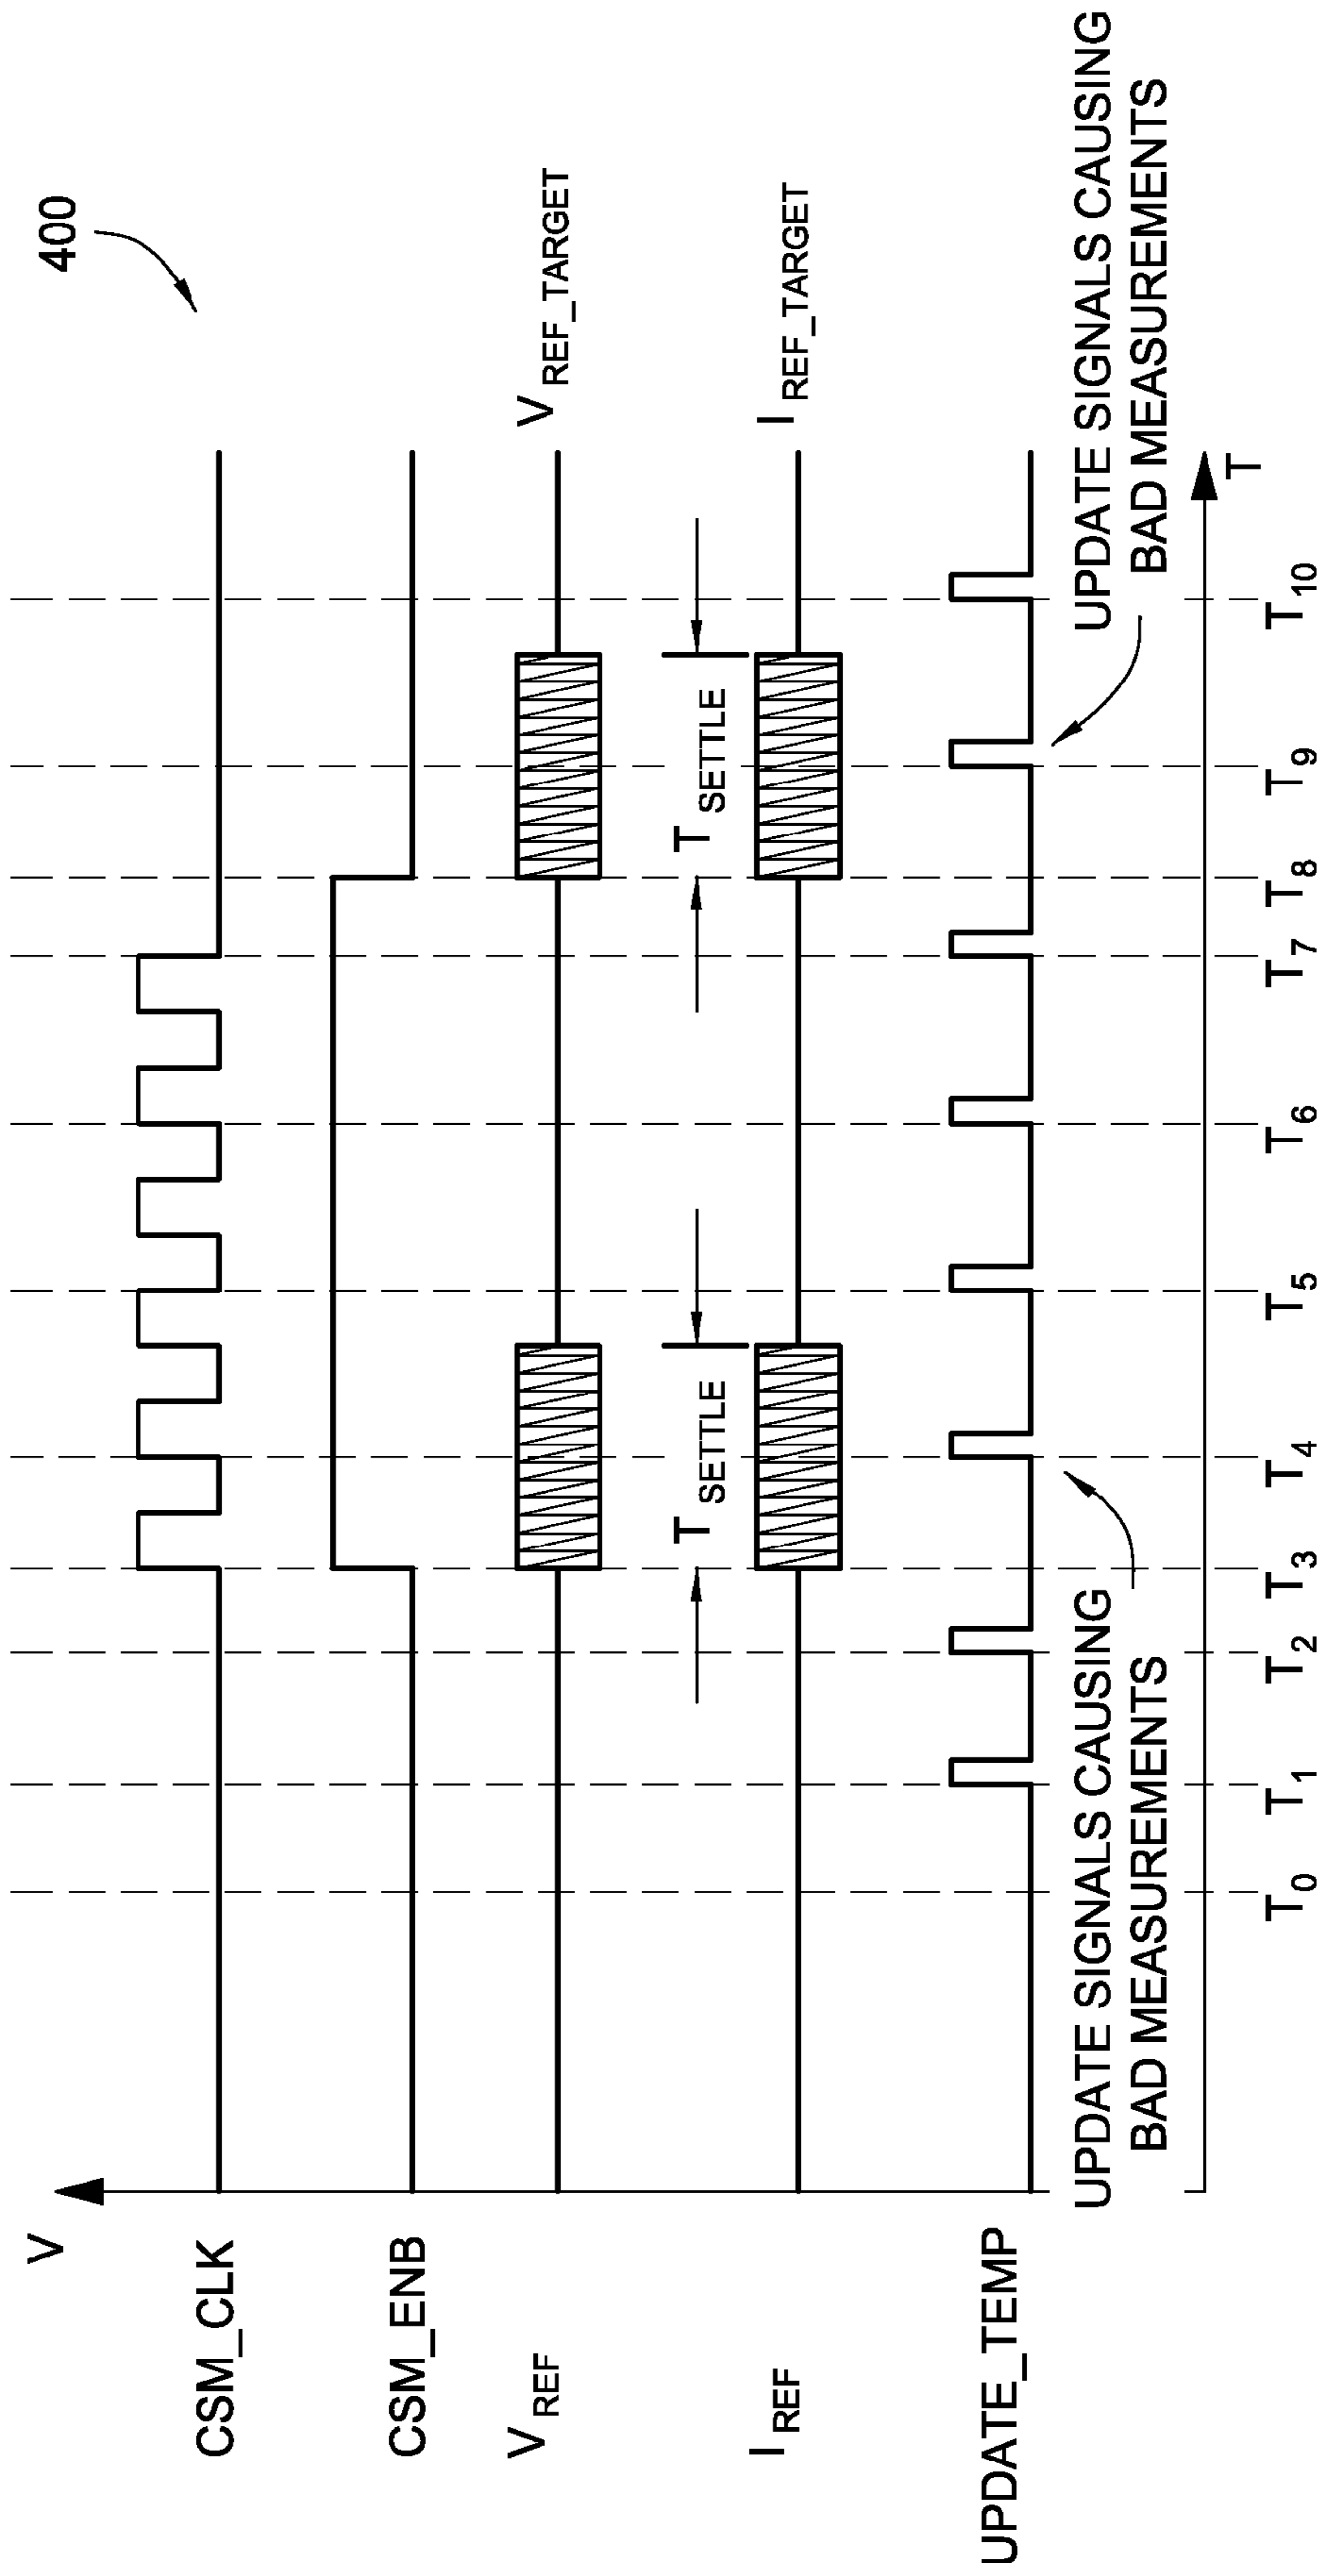 400
V
CSM_CLK
CSM_ENB
VREF
VREF_TARGET
TSETTLE
TSETTLE
IREF
IREF_TARGET
UPDATE_TEMP
UPDATE SIGNALS CAUSING
BAD MEASUREMENTS
UPDATE SIGNALS CAUSING
BAD MEASUREMENTS
T
T0 T1 T2 T3 T4 T5 T6 T7 T8 T9 T10